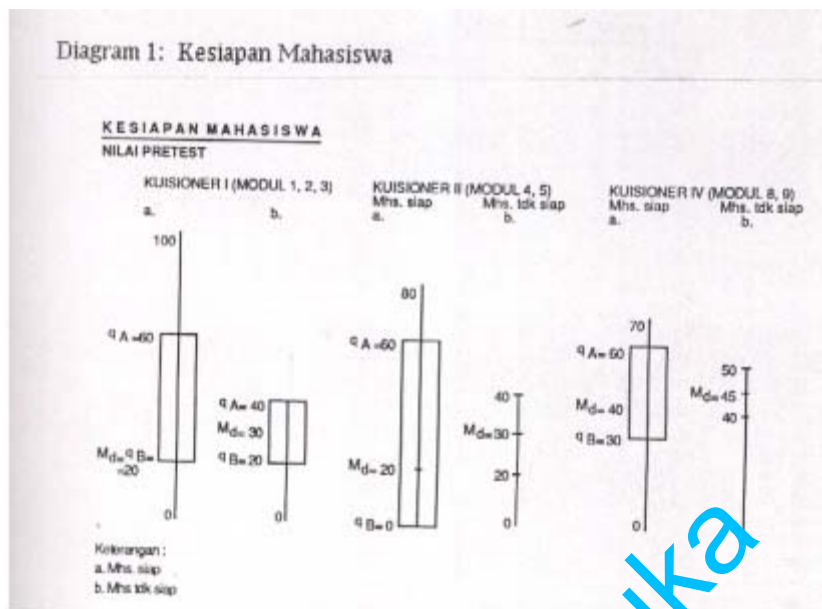 Diagram 1: Kesiapan Mahasiswa
KESIAPAN MAHASISWA
NILAI PRETEST
KUISIONER I (MODUL 1, 2, 3)
a. b.
100
q A =60
Md= q B=
=20
0
q A= 40
Md= 30
q B= 20
0
KUISIONER II (MODUL 4, 5)
Mhs. siap Mhs. tdk siap
a. b.
80
q A =60
Md= 20
q B= 0
40
Md= 30
20
0
KUISIONER IV (MODUL 8, 9)
Mhs. siap Mhs. tdk siap
a. b.
70
q A= 60
Md= 40
q B= 30
0
50
Md= 45
40
Keterangan :
a. Mhs. siap
b. Mhs tdk siap
uka